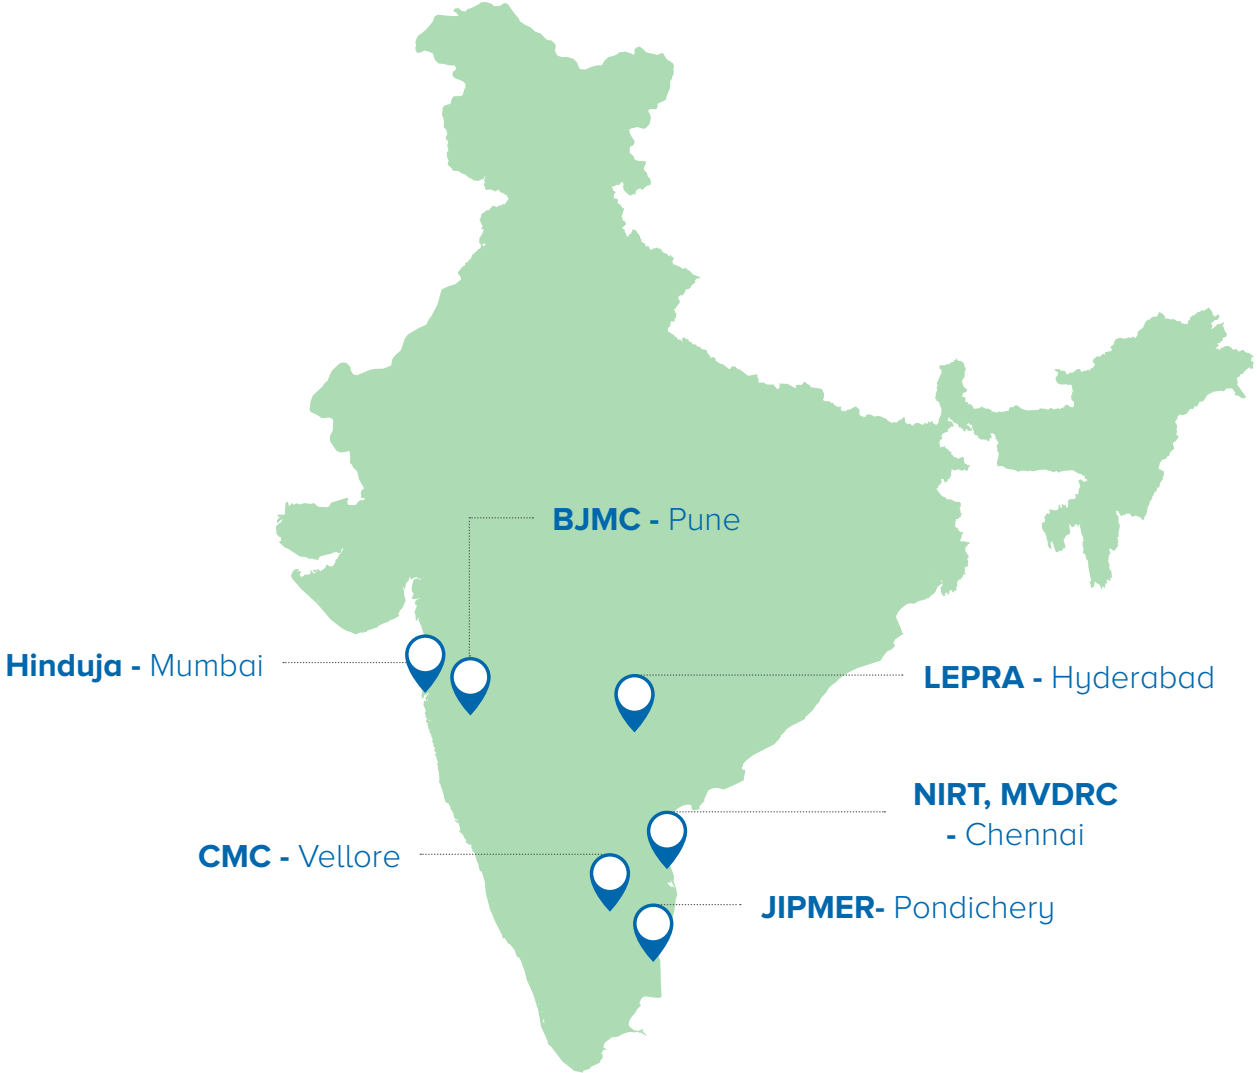 BJMC - Pune
Hinduja - Mumbai
LEPRA - Hyderabad
NIRT, MVDRC
- Chennai
CMC - Vellore
JIPMER- Pondichery